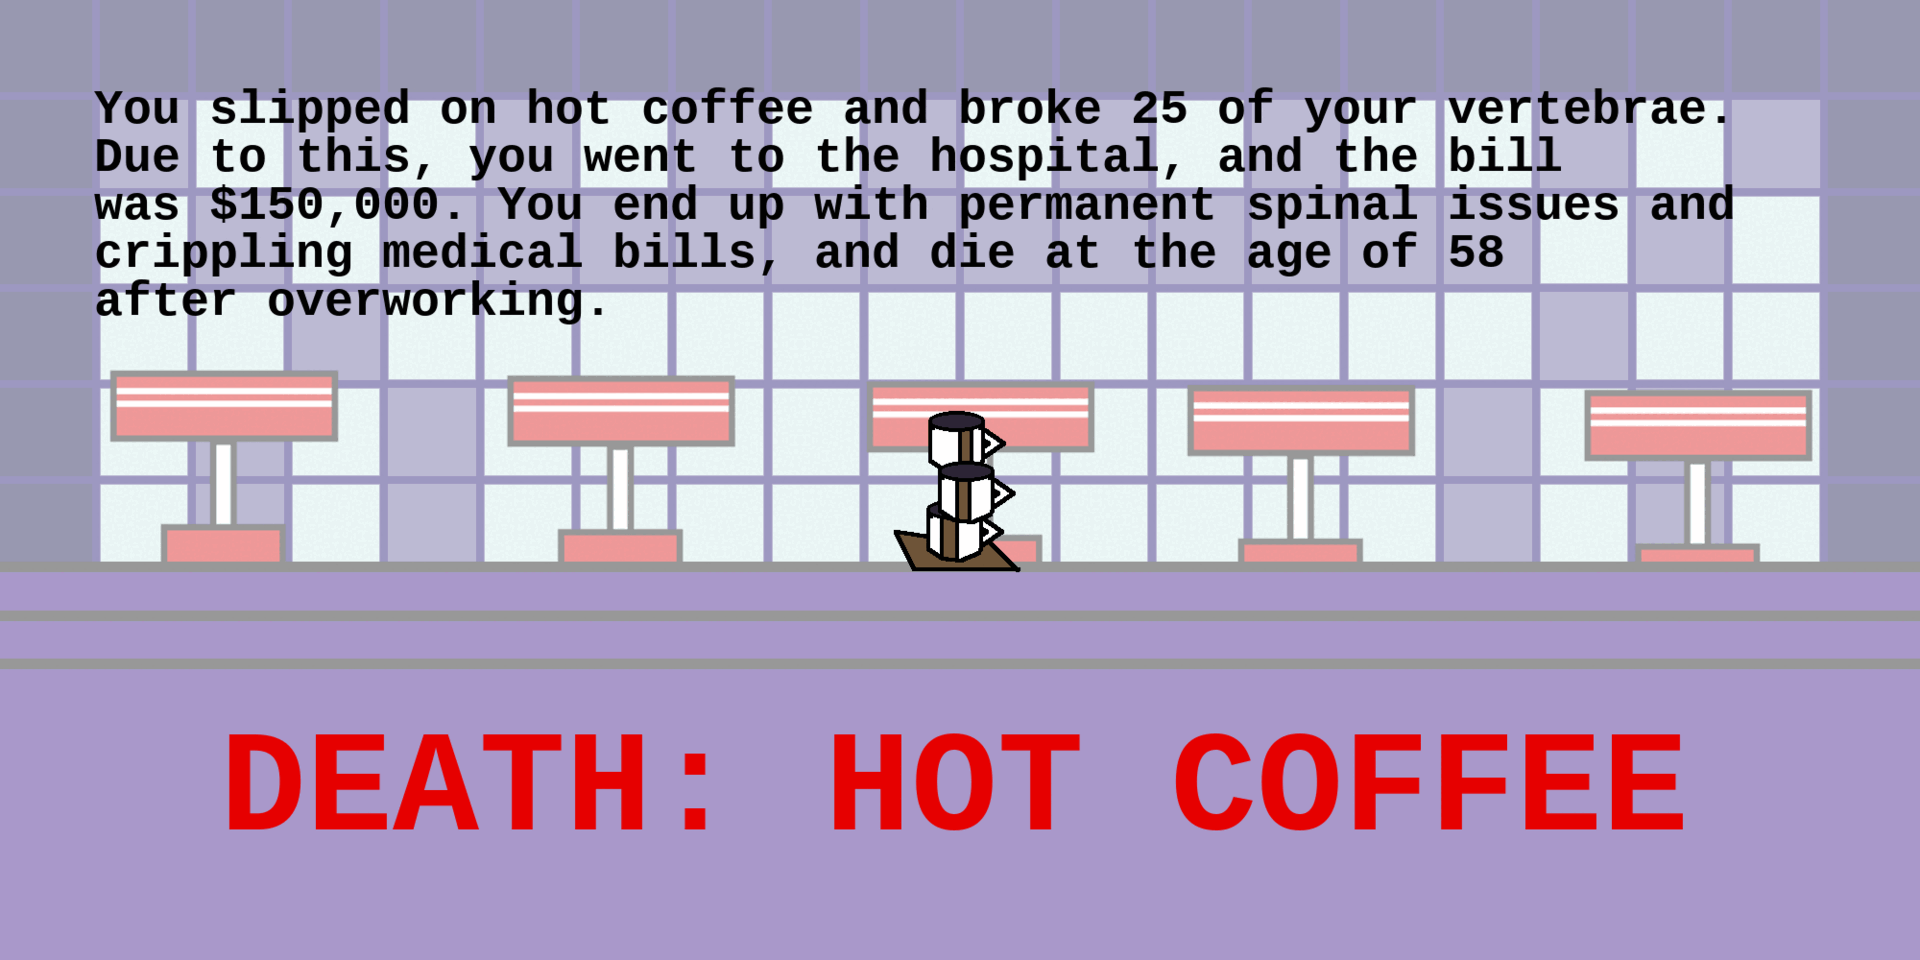 You slipped on hot coffee and broke 25 of your vertebrae.
Due to this, you went to the hospital, and the bill
was $150,000. You end up with permanent spinal issues and
crippling medical bills, and die at the age of 58
after overworking.
DEATH: HOT COFFEE